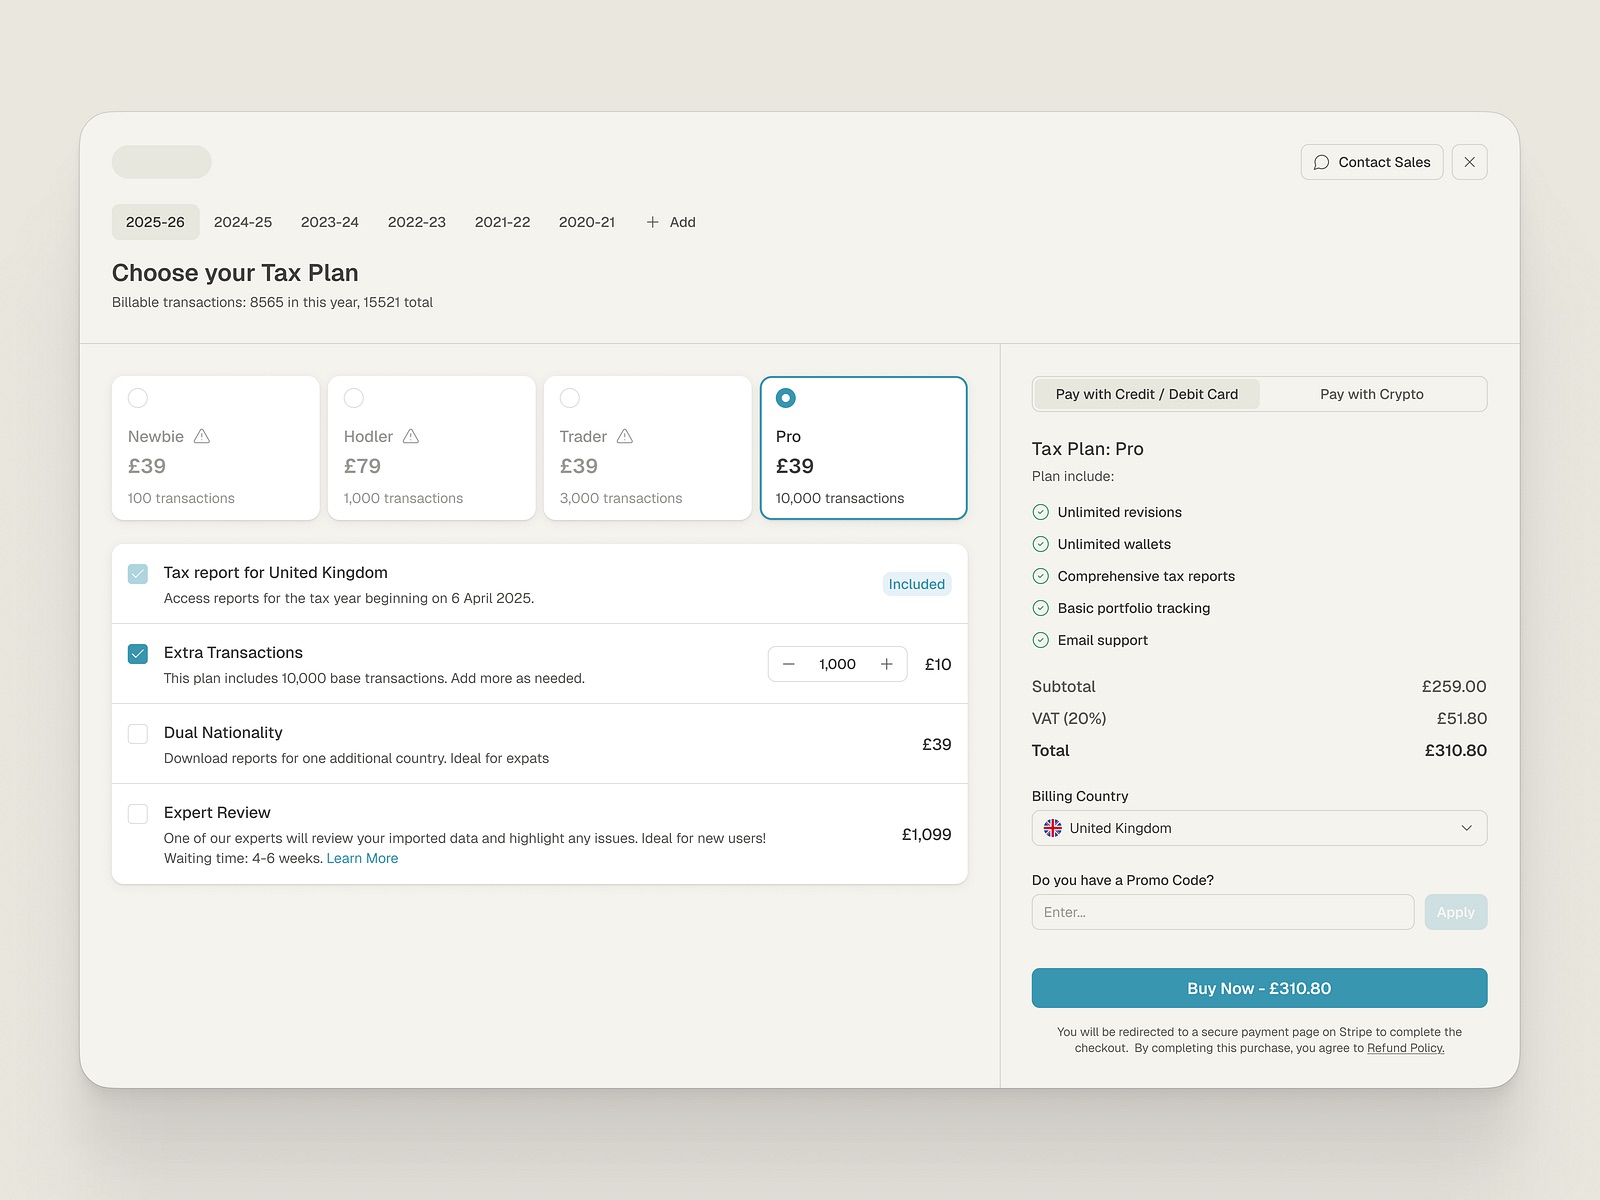 Contact Sales
2025-26
2024-25
2023-24
2022-23
2021-22
2020-21
Add
Choose your Tax Plan
Billable transactions: 8565 in this year, 15521 total
Newbie
£39
100 transactions
Hodler
£79
1,000 transactions
Trader
£39
3,000 transactions
Pro
£39
10,000 transactions
Tax report for United Kingdom
Access reports for the tax year beginning on 6 April 2025.
Included
Extra Transactions
This plan includes 10,000 base transactions. Add more as needed.
1,000
£10
Dual Nationality
Download reports for one additional country. Ideal for expats
£39
Expert Review
One of our experts will review your imported data and highlight any issues. Ideal for new users!
Waiting time: 4-6 weeks. Learn More
£1,099
Pay with Credit / Debit Card
Pay with Crypto
Tax Plan: Pro
Plan include:
Unlimited revisions
Unlimited wallets
Comprehensive tax reports
Basic portfolio tracking
Email support
Subtotal £259.00
VAT (20%) £51.80
Total £310.80
Billing Country
United Kingdom
Do you have a Promo Code?
Enter...
Apply
Buy Now - £310.80
You will be redirected to a secure payment page on Stripe to complete the
checkout. By completing this purchase, you agree to Refund Policy.